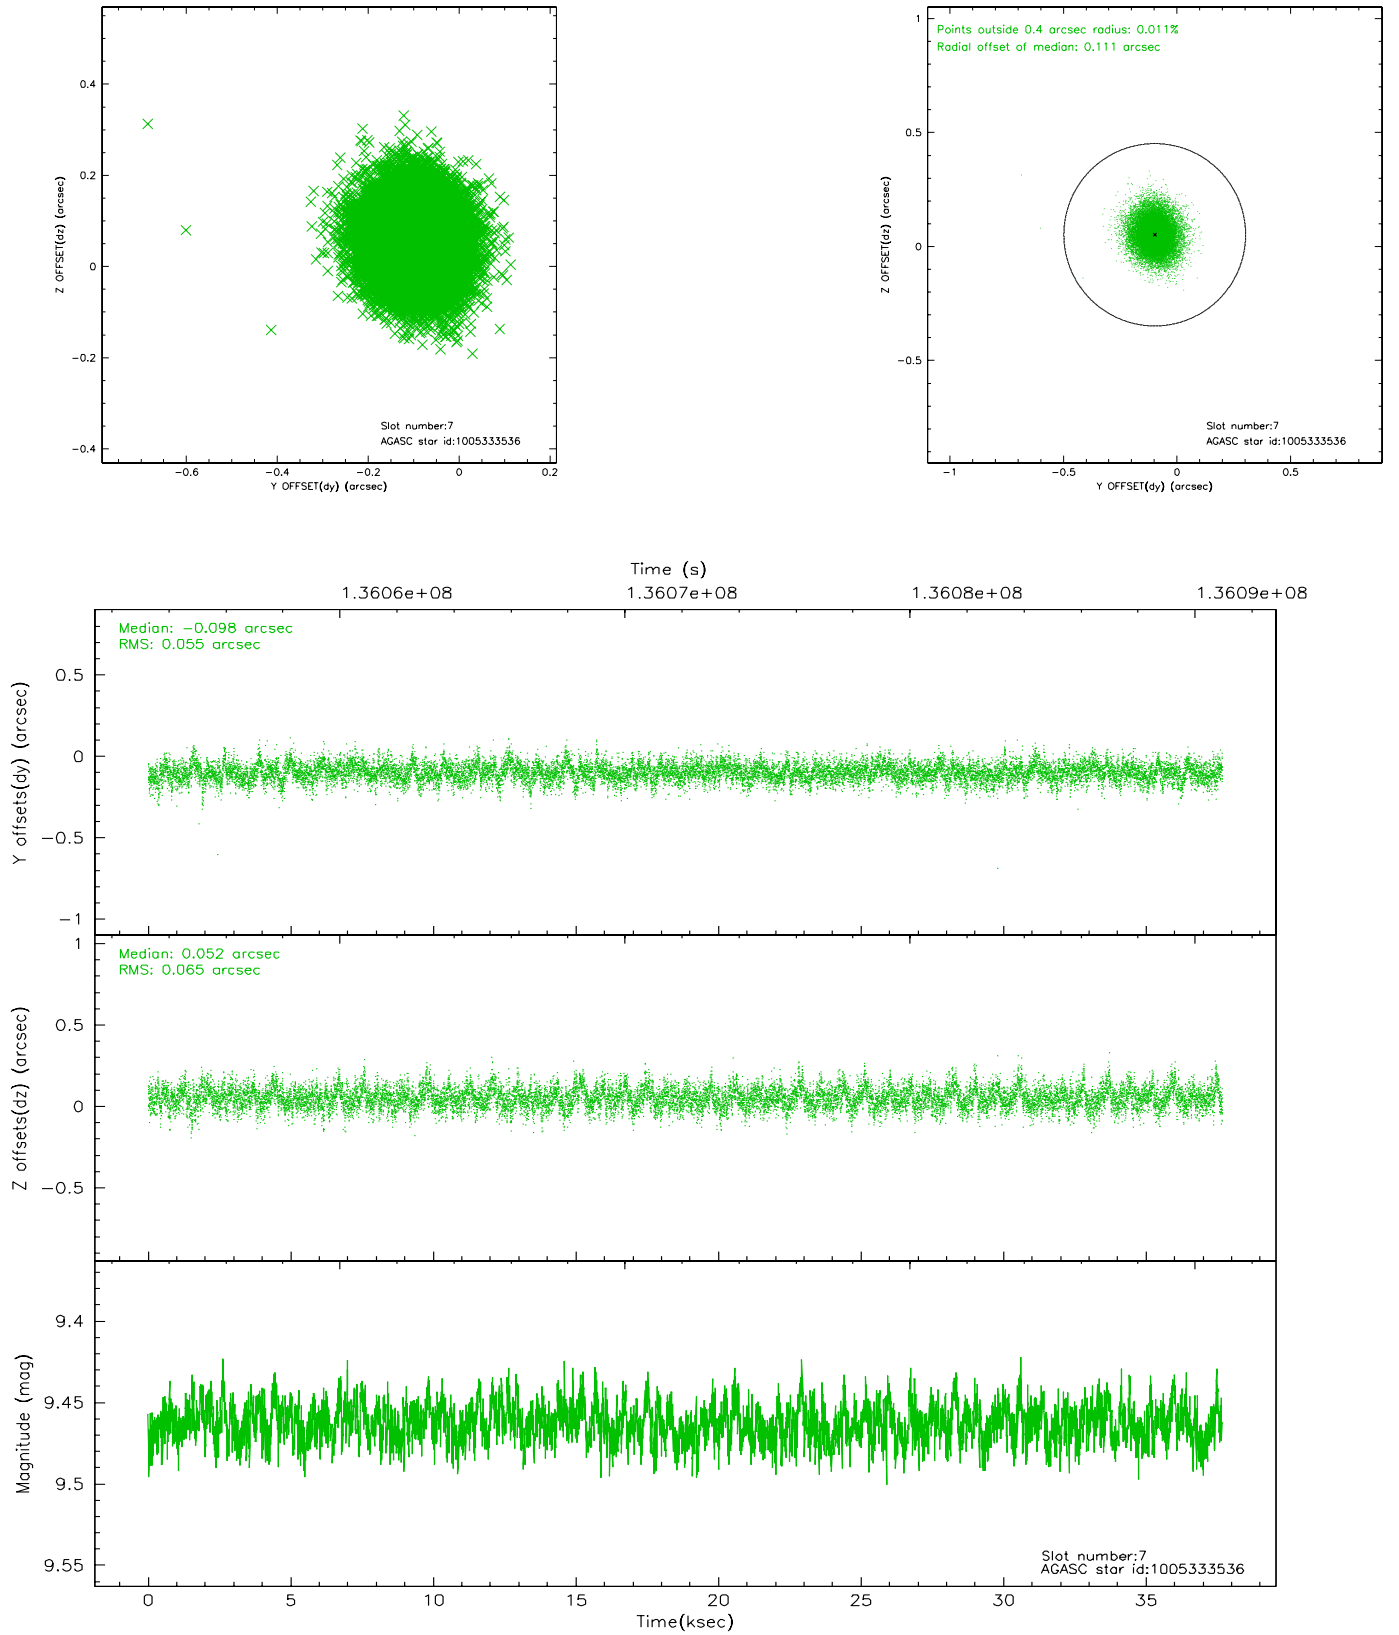 0.4
0.2
0
-0.2
-0.4
-0.6
-0.4
-0.2
0
0.2
Z OFFSET(dz) (arcsec)
Y OFFSET(dy) (arcsec)
Slot number:7
AGASC star id:1005333536
Points outside 0.4 arcsec radius: 0.011%
Radial offset of median: 0.111 arcsec
1
0.5
0
-0.5
-1
-0.5
0
0.5
Z OFFSET(dz) (arcsec)
Y OFFSET(dy) (arcsec)
Slot number:7
AGASC star id:1005333536
Time (s)
1.3606e+08
1.3607e+08
1.3608e+08
1.3609e+08
Median: -0.098 arcsec
RMS: 0.055 arcsec
0.5
0
-0.5
-1
Y offsets(dy) (arcsec)
Median: 0.052 arcsec
RMS: 0.065 arcsec
1
0.5
0
-0.5
Z offsets(dz) (arcsec)
9.4
9.45
9.5
9.55
Magnitude (mag)
Slot number:7
AGASC star id:1005333536
0
5
10
15
20
25
30
35
Time(ksec)